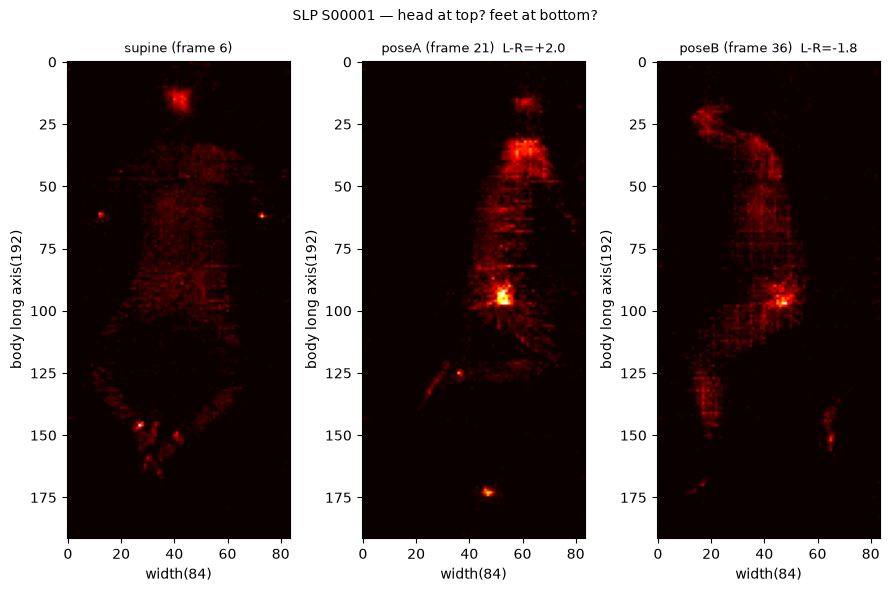 SLP S00001 — head at top? feet at bottom?
supine (frame 6)
poseA (frame 21)  L-R=+2.0
poseB (frame 36)  L-R=-1.8
0
25
50
75
100
125
150
175
body long axis(192)
0 20 40 60 80
width(84)
0
25
50
75
100
125
150
175
body long axis(192)
0 20 40 60 80
width(84)
0
25
50
75
100
125
150
175
body long axis(192)
0 20 40 60 80
width(84)